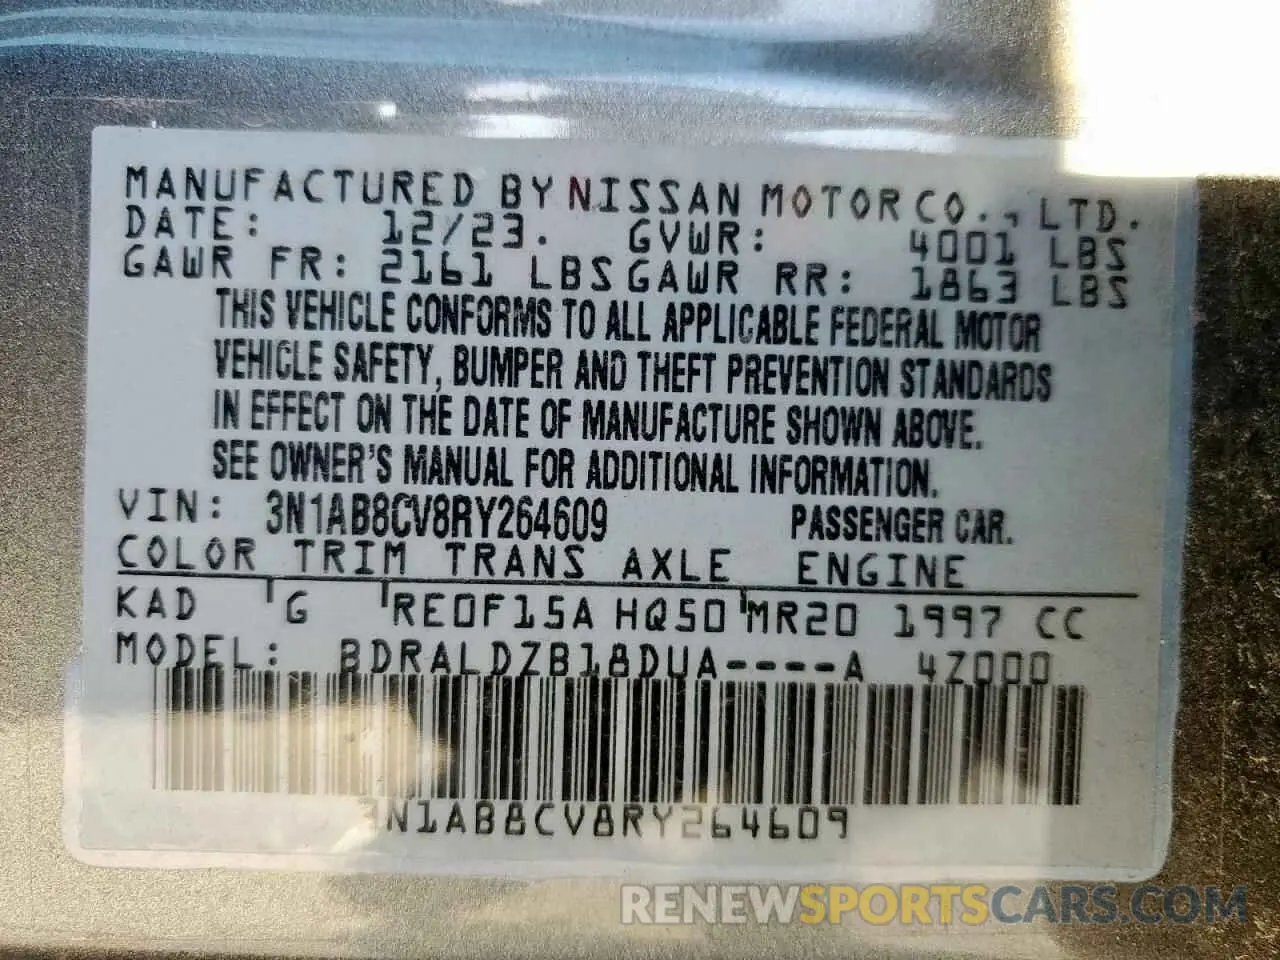 MANUFACTURED BY NISSAN MOTOR CO., LTD.
DATE: 12/23. GVWR: 4001 LBS
GAWR FR: 2161 LBS GAWR RR: 1863 LBS
THIS VEHICLE CONFORMS TO ALL APPLICABLE FEDERAL MOTOR
VEHICLE SAFETY, BUMPER AND THEFT PREVENTION STANDARDS
IN EFFECT ON THE DATE OF MANUFACTURE SHOWN ABOVE.
SEE OWNER'S MANUAL FOR ADDITIONAL INFORMATION.
VIN: 3N1AB8CV8RY264609 PASSENGER CAR.
COLOR TRIM TRANS AXLE ENGINE
KAD G RE0F15A HQ50 MR20 1997 CC
MODEL: BDRALDZB18DUA----A 4Z000
3N1AB8CV8RY264609
RENEWSPORTSCARS.COM